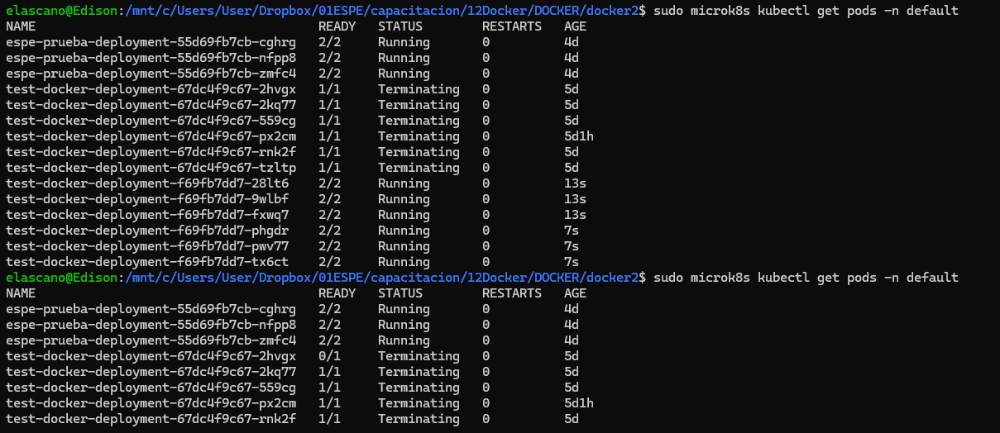 elascano@Edison:/mnt/c/Users/User/Dropbox/01ESPE/capacitacion/12Docker/DOCKER/docker2$ sudo microk8s kubectl get pods -n default
NAME                                      READY   STATUS        RESTARTS   AGE
espe-prueba-deployment-55d69fb7cb-cghrg   2/2     Running       0          4d
espe-prueba-deployment-55d69fb7cb-nfpp8   2/2     Running       0          4d
espe-prueba-deployment-55d69fb7cb-zmfc4   2/2     Running       0          4d
test-docker-deployment-67dc4f9c67-2hvgx   1/1     Terminating   0          5d
test-docker-deployment-67dc4f9c67-2kq77   1/1     Terminating   0          5d
test-docker-deployment-67dc4f9c67-559cg   1/1     Terminating   0          5d
test-docker-deployment-67dc4f9c67-px2cm   1/1     Terminating   0          5d1h
test-docker-deployment-67dc4f9c67-rnk2f   1/1     Terminating   0          5d
test-docker-deployment-67dc4f9c67-tzltp   1/1     Terminating   0          5d
test-docker-deployment-f69fb7dd7-28lt6    2/2     Running       0          13s
test-docker-deployment-f69fb7dd7-9wlbf    2/2     Running       0          13s
test-docker-deployment-f69fb7dd7-fxwq7    2/2     Running       0          13s
test-docker-deployment-f69fb7dd7-phgdr    2/2     Running       0          7s
test-docker-deployment-f69fb7dd7-pwv77    2/2     Running       0          7s
test-docker-deployment-f69fb7dd7-tx6ct    2/2     Running       0          7s
elascano@Edison:/mnt/c/Users/User/Dropbox/01ESPE/capacitacion/12Docker/DOCKER/docker2$ sudo microk8s kubectl get pods -n default
NAME                                      READY   STATUS        RESTARTS   AGE
espe-prueba-deployment-55d69fb7cb-cghrg   2/2     Running       0          4d
espe-prueba-deployment-55d69fb7cb-nfpp8   2/2     Running       0          4d
espe-prueba-deployment-55d69fb7cb-zmfc4   2/2     Running       0          4d
test-docker-deployment-67dc4f9c67-2hvgx   0/1     Terminating   0          5d
test-docker-deployment-67dc4f9c67-2kq77   1/1     Terminating   0          5d
test-docker-deployment-67dc4f9c67-559cg   1/1     Terminating   0          5d
test-docker-deployment-67dc4f9c67-px2cm   1/1     Terminating   0          5d1h
test-docker-deployment-67dc4f9c67-rnk2f   1/1     Terminating   0          5d